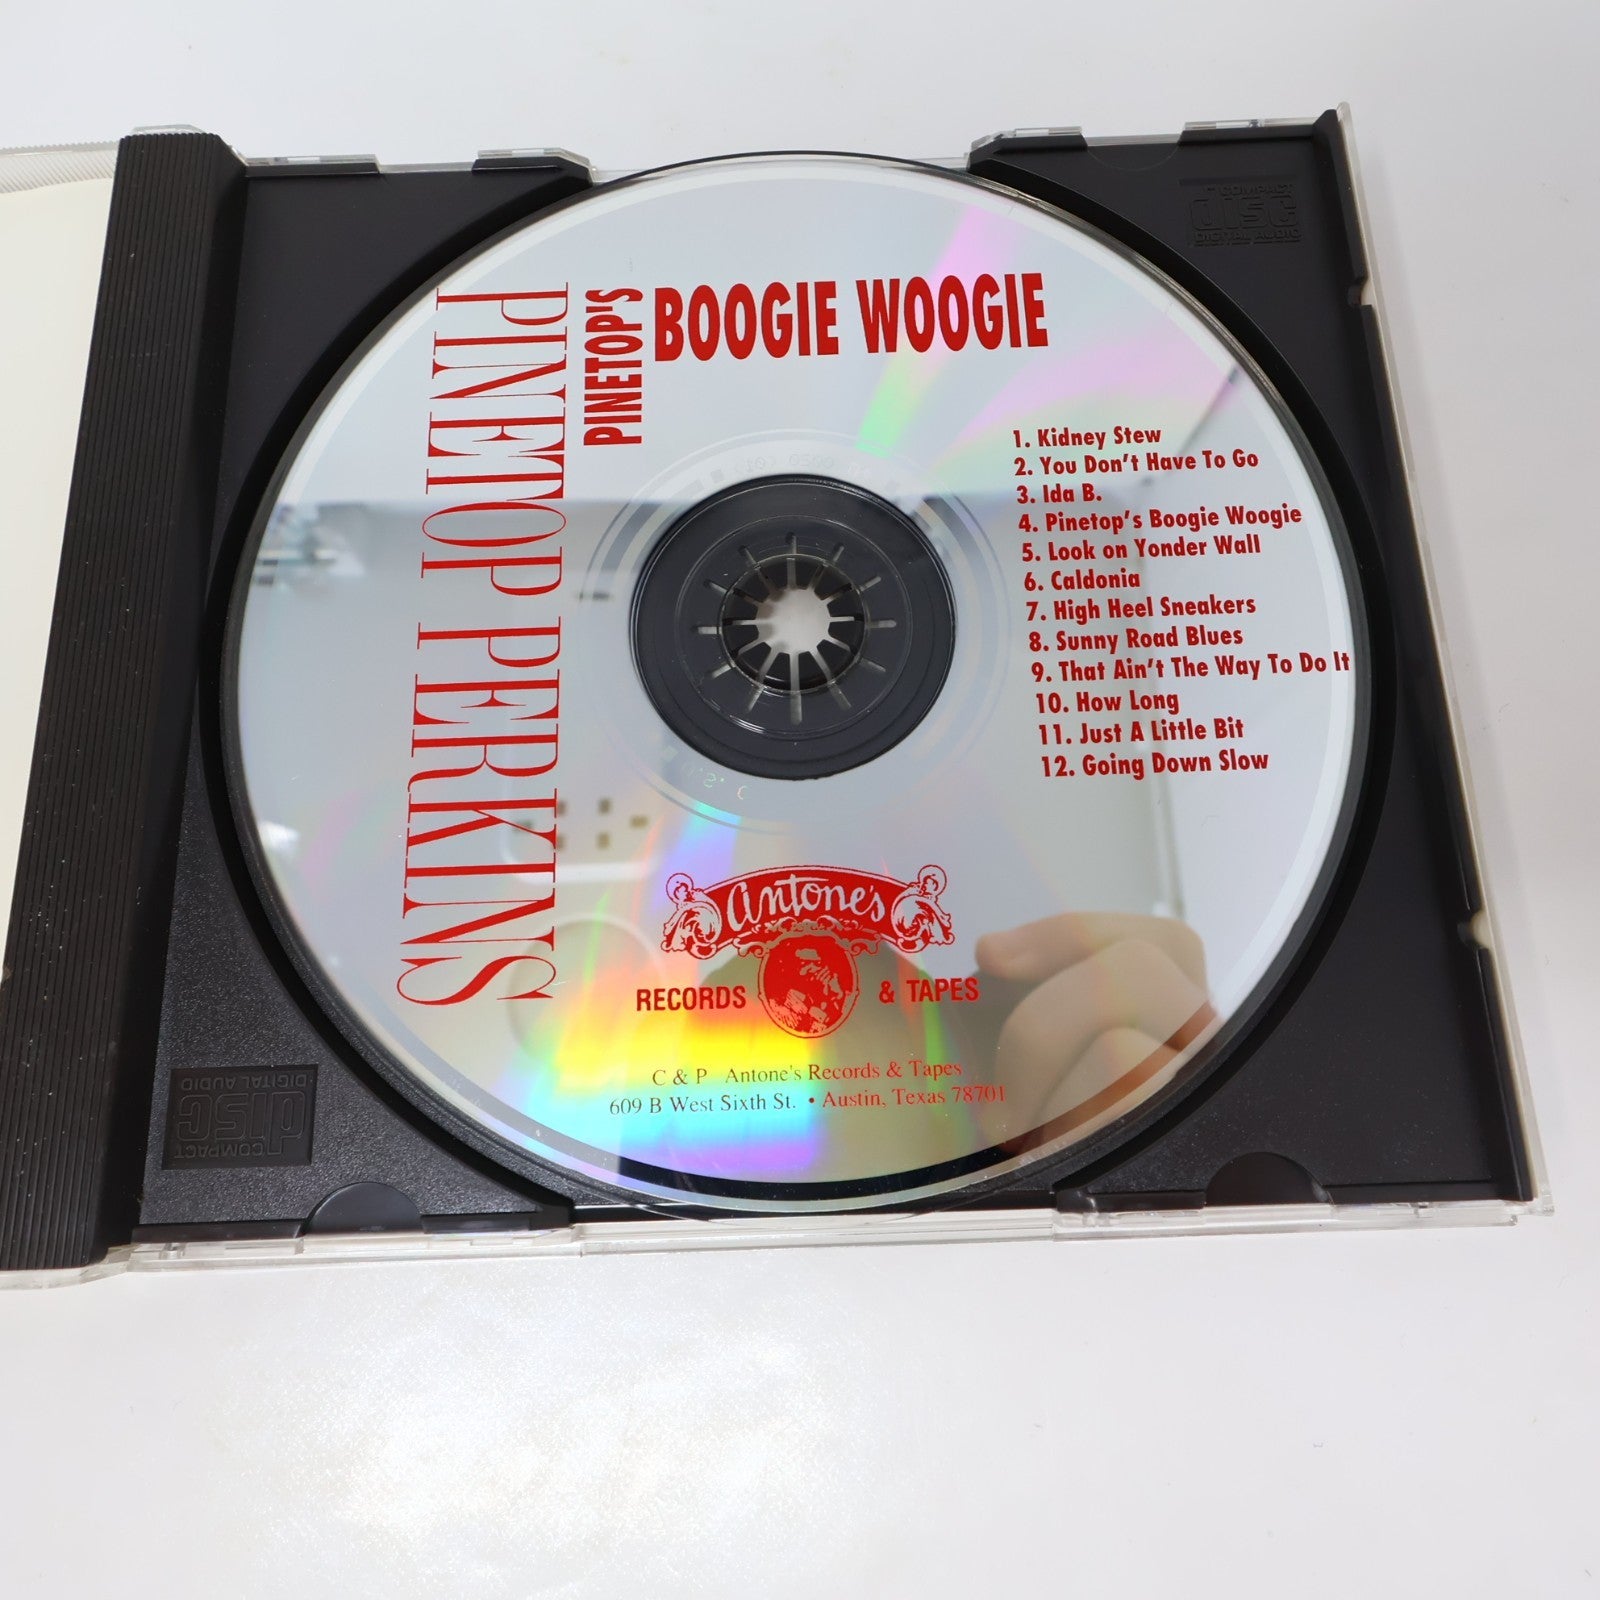 PINETOP PERKINS
PINETOP'S
BOOGIE WOOGIE
1. Kidney Stew
2. You Don't Have To Go
3. Ida B.
4. Pinetop's Boogie Woogie
5. Look on Yonder Wall
6. Caldonia
7. High Heel Sneakers
8. Sunny Road Blues
9. That Ain't The Way To Do It
10. How Long
11. Just A Little Bit
12. Going Down Slow
antone's
RECORDS & TAPES
C & P Antone's Records & Tapes
609 B West Sixth St. • Austin, Texas 78701
COMPACT
disc
DIGITAL AUDIO
COMPACT
disc
DIGITAL AUDIO